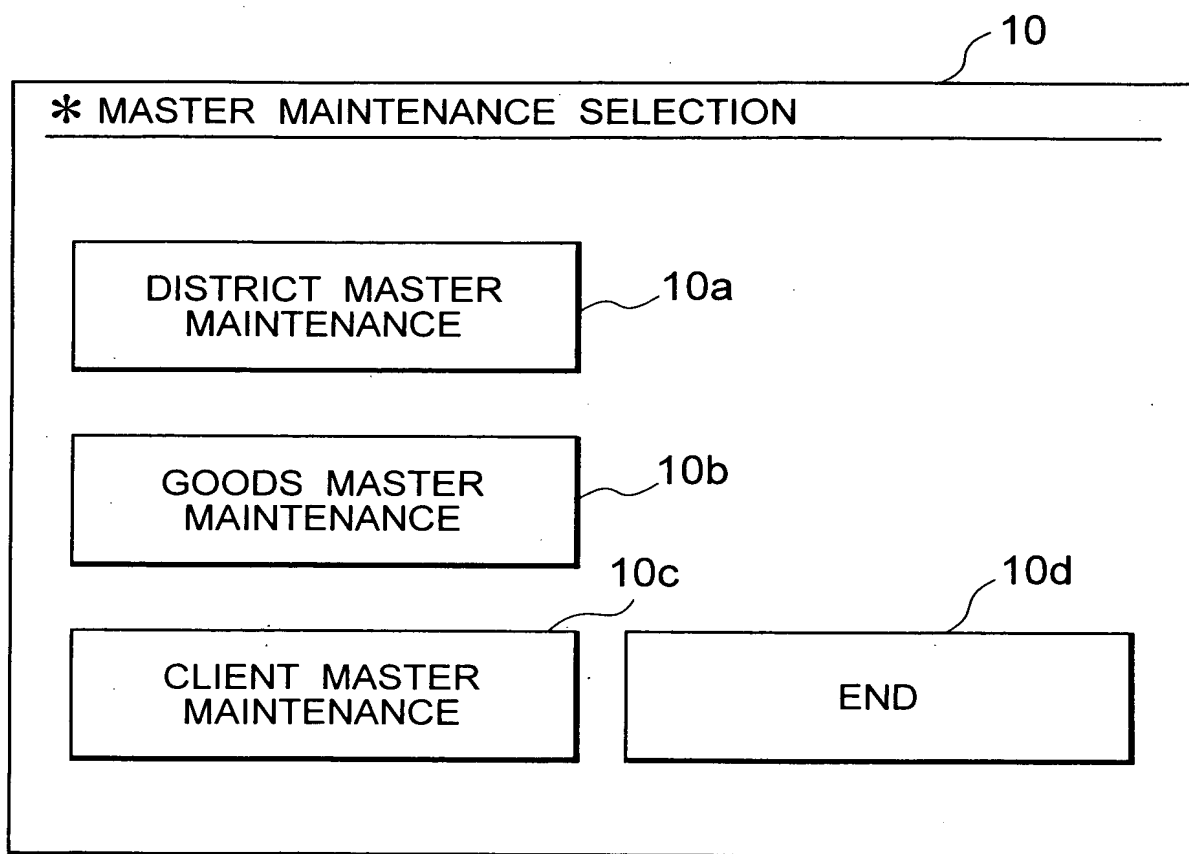 10
* MASTER MAINTENANCE SELECTION
DISTRICT MASTER
MAINTENANCE
10a
GOODS MASTER
MAINTENANCE
10b
10c
10d
CLIENT MASTER
MAINTENANCE
END